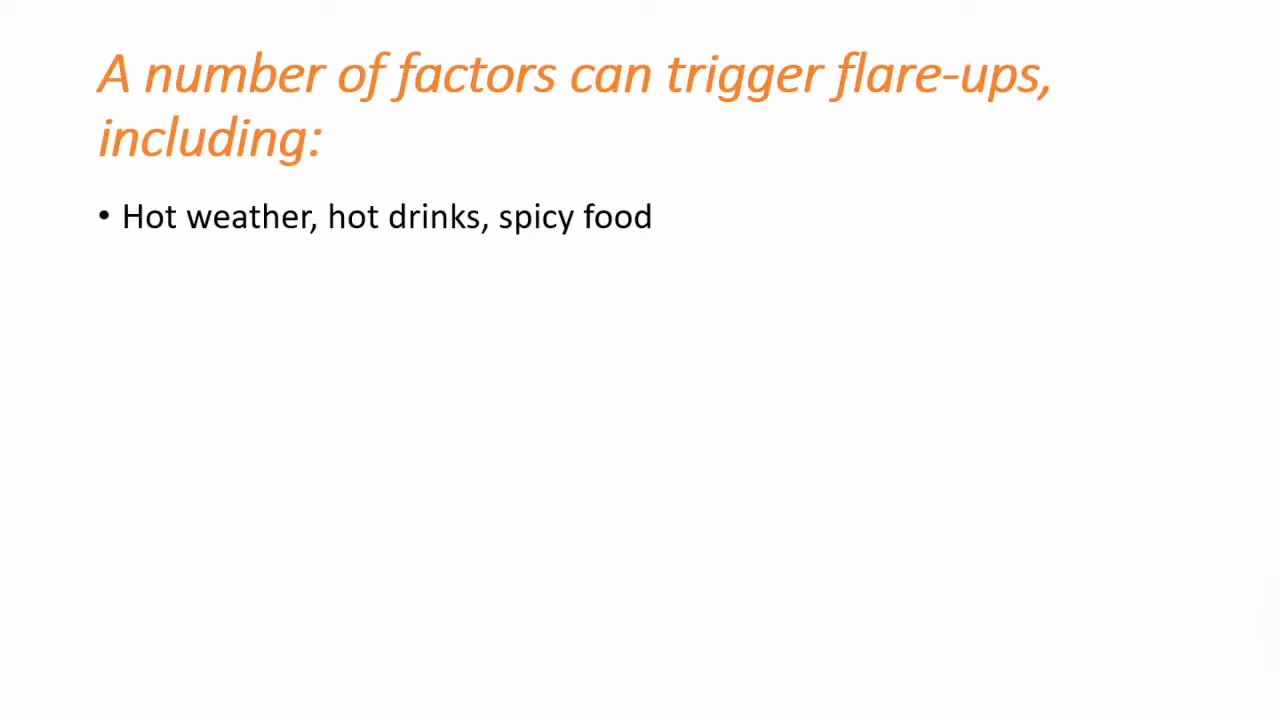 A number of factors can trigger flare-ups,
including:
• Hot weather, hot drinks, spicy food